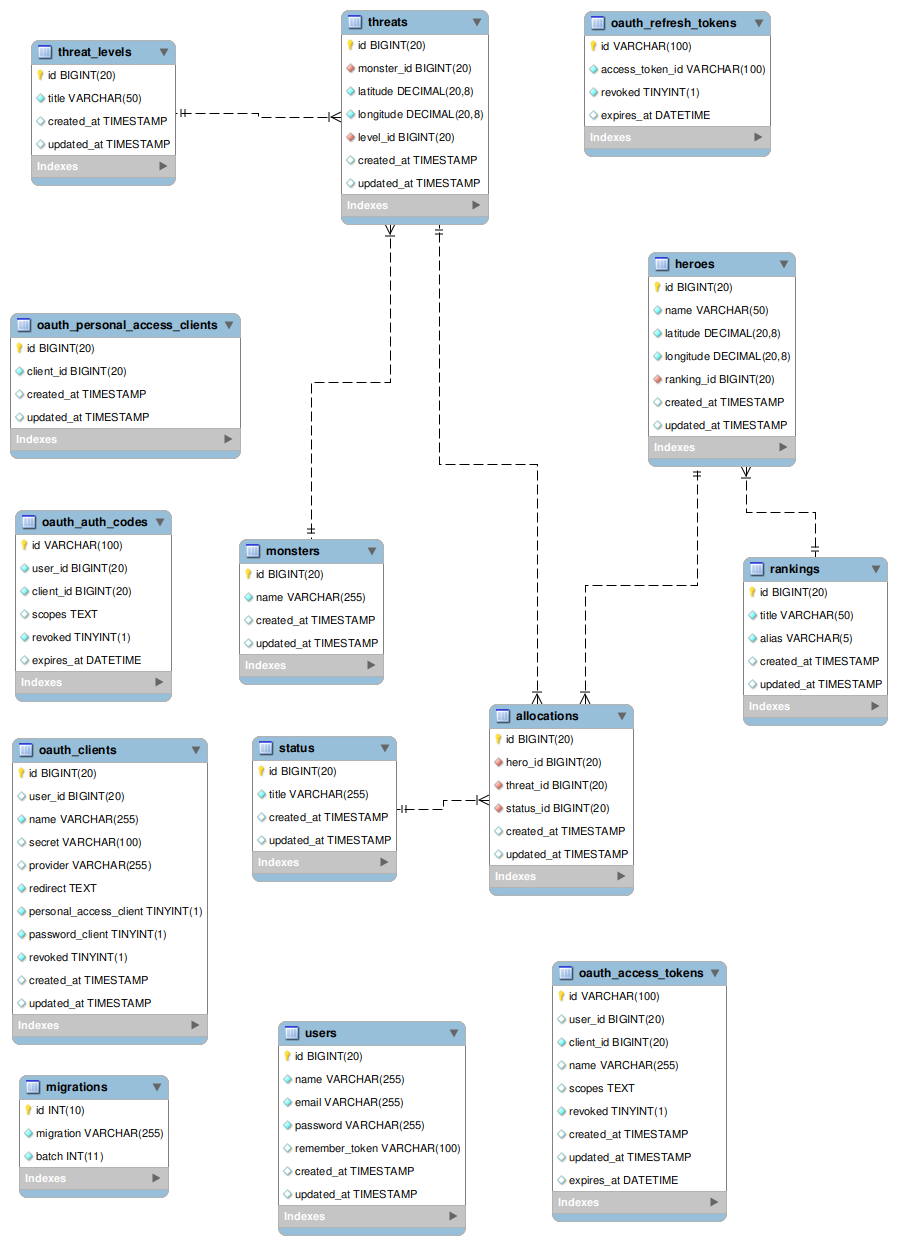 threat_levels
id BIGINT(20)
title VARCHAR(50)
created_at TIMESTAMP
updated_at TIMESTAMP
Indexes
threats
id BIGINT(20)
monster_id BIGINT(20)
latitude DECIMAL(20,8)
longitude DECIMAL(20,8)
level_id BIGINT(20)
created_at TIMESTAMP
updated_at TIMESTAMP
Indexes
oauth_refresh_tokens
id VARCHAR(100)
access_token_id VARCHAR(100)
revoked TINYINT(1)
expires_at DATETIME
Indexes
heroes
id BIGINT(20)
name VARCHAR(50)
latitude DECIMAL(20,8)
longitude DECIMAL(20,8)
ranking_id BIGINT(20)
created_at TIMESTAMP
updated_at TIMESTAMP
Indexes
oauth_personal_access_clients
id BIGINT(20)
client_id BIGINT(20)
created_at TIMESTAMP
updated_at TIMESTAMP
Indexes
oauth_auth_codes
id VARCHAR(100)
user_id BIGINT(20)
client_id BIGINT(20)
scopes TEXT
revoked TINYINT(1)
expires_at DATETIME
Indexes
monsters
id BIGINT(20)
name VARCHAR(255)
created_at TIMESTAMP
updated_at TIMESTAMP
Indexes
rankings
id BIGINT(20)
title VARCHAR(50)
alias VARCHAR(5)
created_at TIMESTAMP
updated_at TIMESTAMP
Indexes
oauth_clients
id BIGINT(20)
user_id BIGINT(20)
name VARCHAR(255)
secret VARCHAR(100)
provider VARCHAR(255)
redirect TEXT
personal_access_client TINYINT(1)
password_client TINYINT(1)
revoked TINYINT(1)
created_at TIMESTAMP
updated_at TIMESTAMP
Indexes
status
id BIGINT(20)
title VARCHAR(255)
created_at TIMESTAMP
updated_at TIMESTAMP
Indexes
allocations
id BIGINT(20)
hero_id BIGINT(20)
threat_id BIGINT(20)
status_id BIGINT(20)
created_at TIMESTAMP
updated_at TIMESTAMP
Indexes
migrations
id INT(10)
migration VARCHAR(255)
batch INT(11)
Indexes
users
id BIGINT(20)
name VARCHAR(255)
email VARCHAR(255)
password VARCHAR(255)
remember_token VARCHAR(100)
created_at TIMESTAMP
updated_at TIMESTAMP
Indexes
oauth_access_tokens
id VARCHAR(100)
user_id BIGINT(20)
client_id BIGINT(20)
name VARCHAR(255)
scopes TEXT
revoked TINYINT(1)
created_at TIMESTAMP
updated_at TIMESTAMP
expires_at DATETIME
Indexes